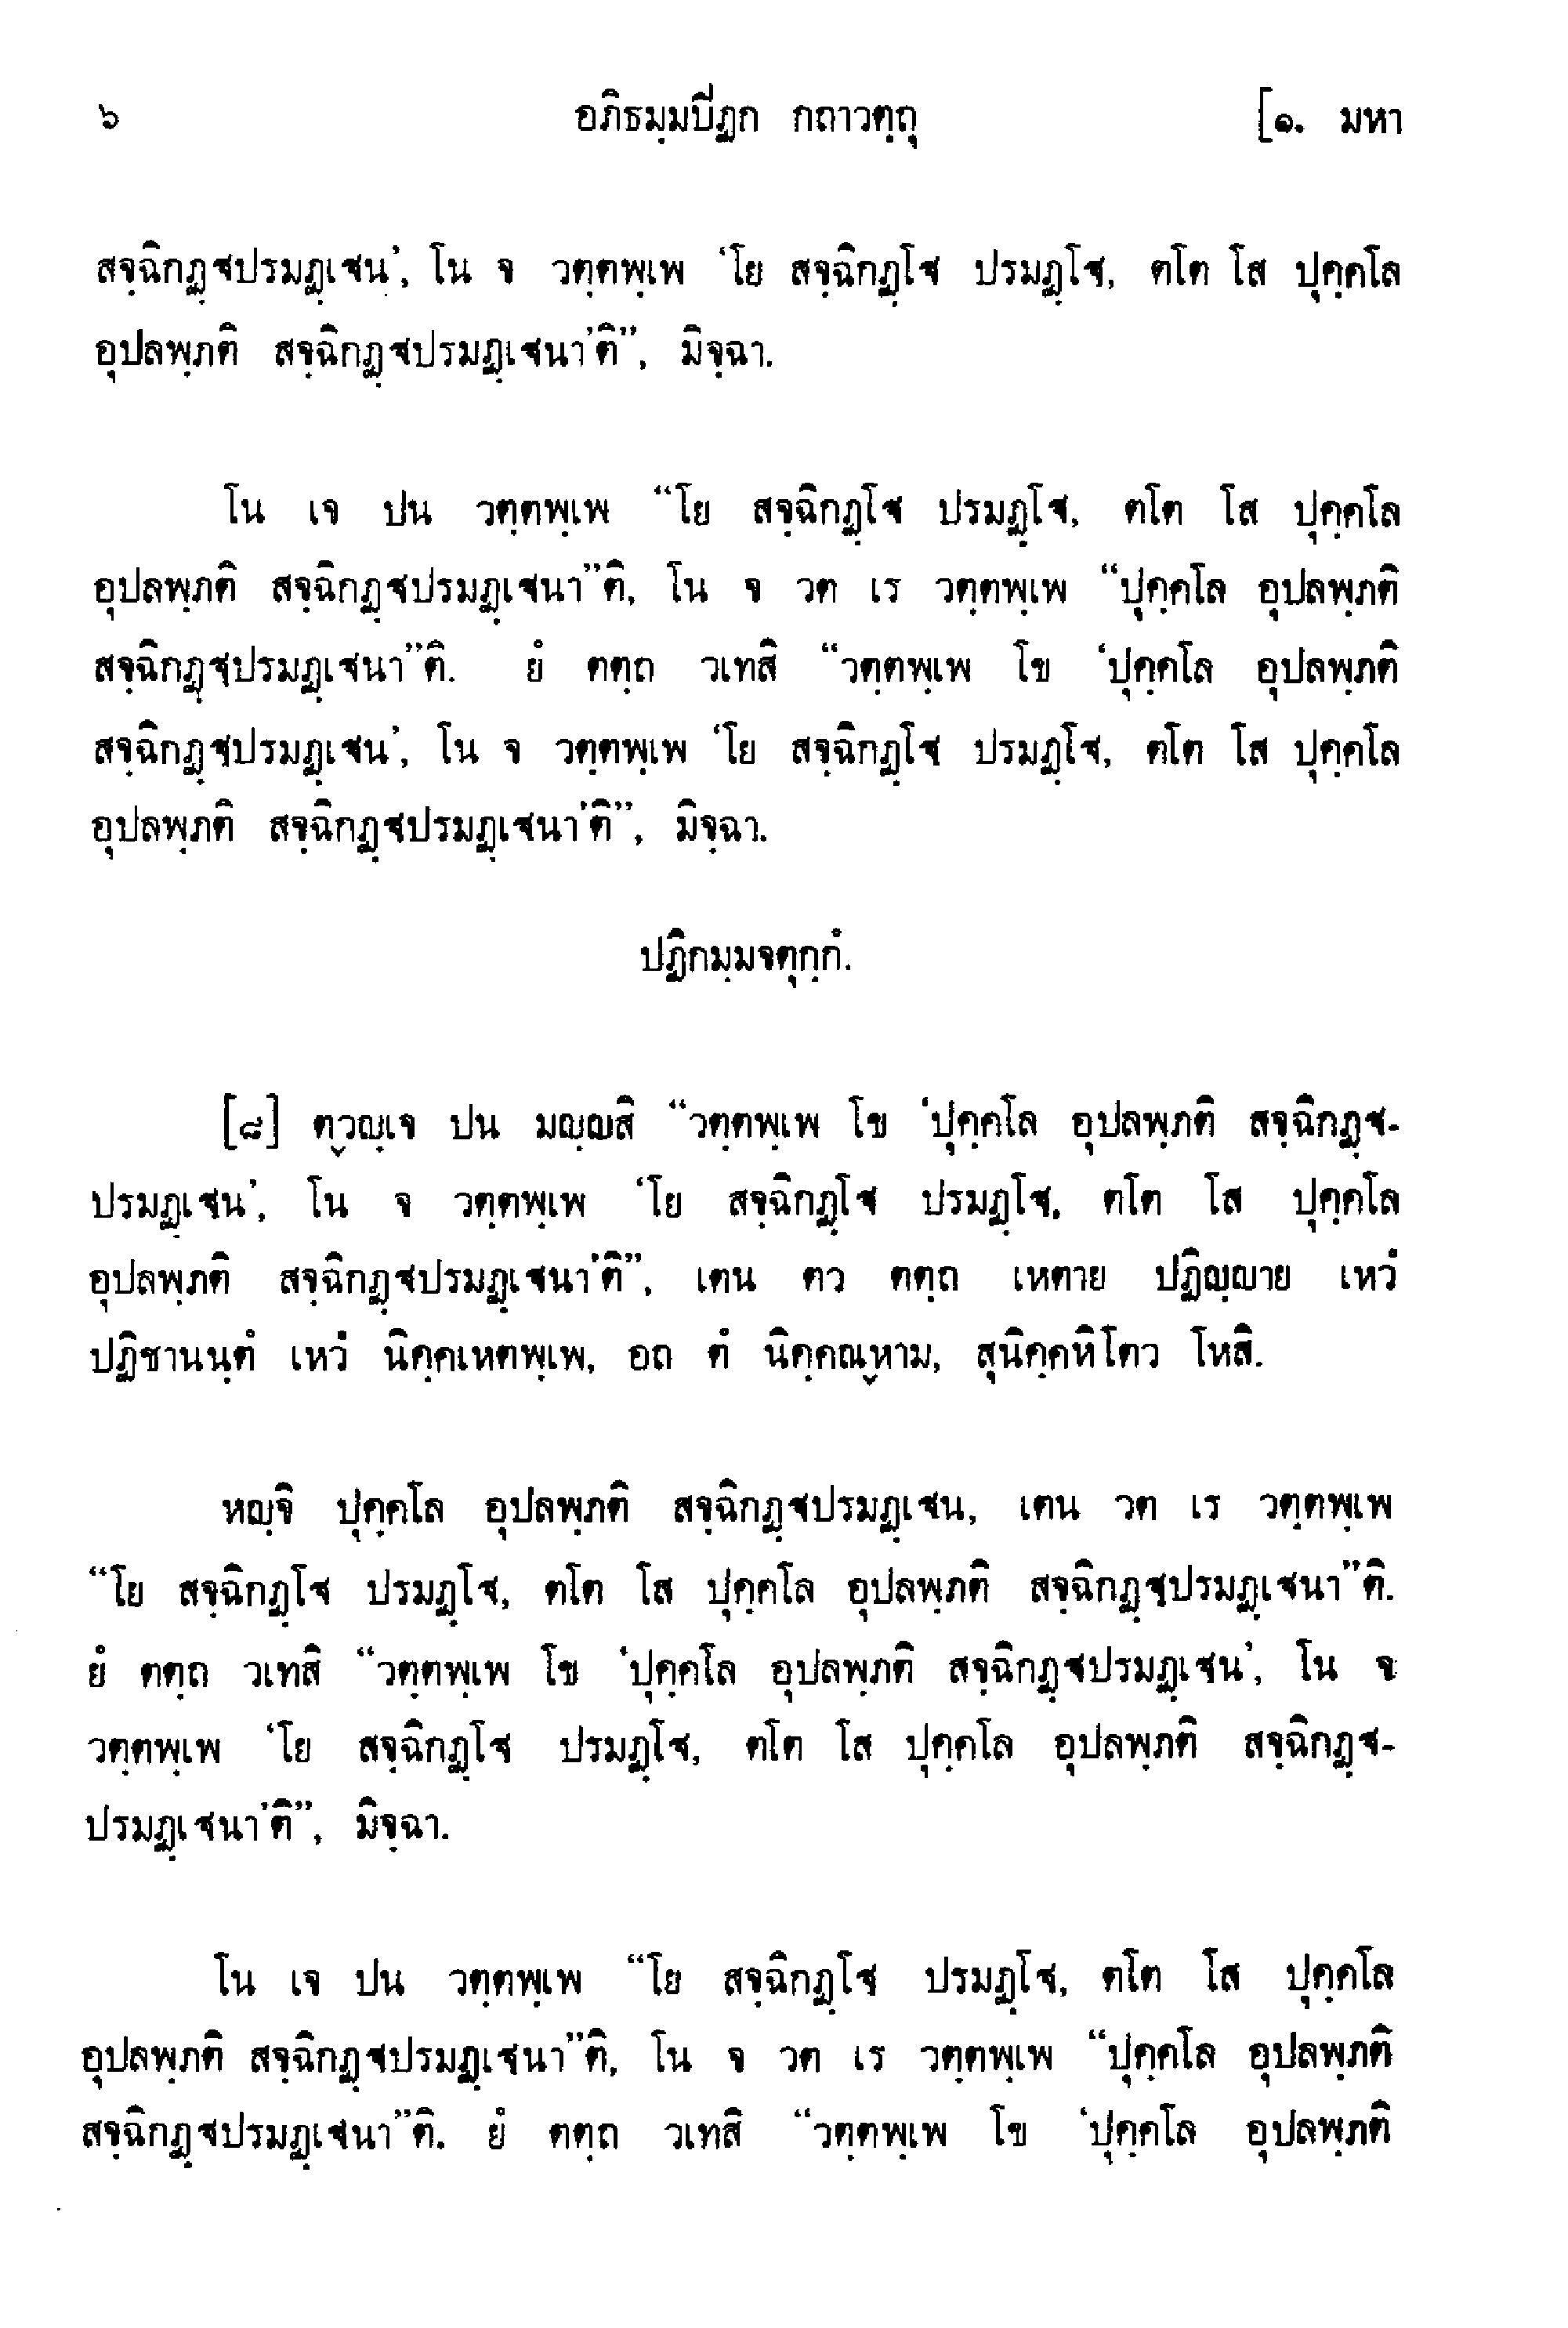 ๖ อภิธมฺมปิฏก กถาวตฺถุ [๑. มหา
สจฺฉิกฏฺฐปรมฏฺเฐน’, โน จ วตฺตพฺเพ ‘โย สจฺฉิกฏฺโฐ ปรมฏฺโฐ, ตโต โส ปุคฺคโล
อุปลพฺภติ สจฺฉิกฏฺฐปรมฏฺเฐนา’ติ”, มิจฺฉา.
โน เจ ปน วตฺตพฺเพ “โย สจฺฉิกฏฺโฐ ปรมฏฺโฐ, ตโต โส ปุคฺคโล
อุปลพฺภติ สจฺฉิกฏฺฐปรมฏฺเฐนา”ติ, โน จ วต เร วตฺตพฺเพ “ปุคฺคโล อุปลพฺภติ
สจฺฉิกฏฺฐปรมฏฺเฐนา”ติ. ยํ ตตฺถ วเทสิ “วตฺตพฺเพ โข ‘ปุคฺคโล อุปลพฺภติ
สจฺฉิกฏฺฐปรมฏฺเฐน’, โน จ วตฺตพฺเพ ‘โย สจฺฉิกฏฺโฐ ปรมฏฺโฐ, ตโต โส ปุคฺคโล
อุปลพฺภติ สจฺฉิกฏฺฐปรมฏฺเฐนา’ติ”, มิจฺฉา.
ปฏิกมฺมจตุกฺกํ.
[๘] ตฺวญฺเจ ปน มญฺญสิ “วตฺตพฺเพ โข ‘ปุคฺคโล อุปลพฺภติ สจฺฉิกฏฺฐ-
ปรมฏฺเฐน’, โน จ วตฺตพฺเพ ‘โย สจฺฉิกฏฺโฐ ปรมฏฺโฐ, ตโต โส ปุคฺคโล
อุปลพฺภติ สจฺฉิกฏฺฐปรมฏฺเฐนา’ติ”, เตน ตว ตตฺถ เหตาย ปฏิญฺญาย เหวํ
ปฏิชานนฺตํ เหวํ นิคฺคเหตพฺเพ, อถ ตํ นิคฺคณฺหาม, สุนิคฺคหิโตว โหสิ.
หญฺจิ ปุคฺคโล อุปลพฺภติ สจฺฉิกฏฺฐปรมฏฺเฐน, เตน วต เร วตฺตพฺเพ
“โย สจฺฉิกฏฺโฐ ปรมฏฺโฐ, ตโต โส ปุคฺคโล อุปลพฺภติ สจฺฉิกฏฺฐปรมฏฺเฐนา”ติ.
ยํ ตตฺถ วเทสิ “วตฺตพฺเพ โข ‘ปุคฺคโล อุปลพฺภติ สจฺฉิกฏฺฐปรมฏฺเฐน’, โน จ
วตฺตพฺเพ ‘โย สจฺฉิกฏฺโฐ ปรมฏฺโฐ, ตโต โส ปุคฺคโล อุปลพฺภติ สจฺฉิกฏฺฐ-
ปรมฏฺเฐนา’ติ”, มิจฺฉา.
โน เจ ปน วตฺตพฺเพ “โย สจฺฉิกฏฺโฐ ปรมฏฺโฐ, ตโต โส ปุคฺคโล
อุปลพฺภติ สจฺฉิกฏฺฐปรมฏฺเฐนา”ติ, โน จ วต เร วตฺตพฺเพ “ปุคฺคโล อุปลพฺภติ
สจฺฉิกฏฺฐปรมฏฺเฐนา”ติ. ยํ ตตฺถ วเทสิ “วตฺตพฺเพ โข ‘ปุคฺคโล อุปลพฺภติ